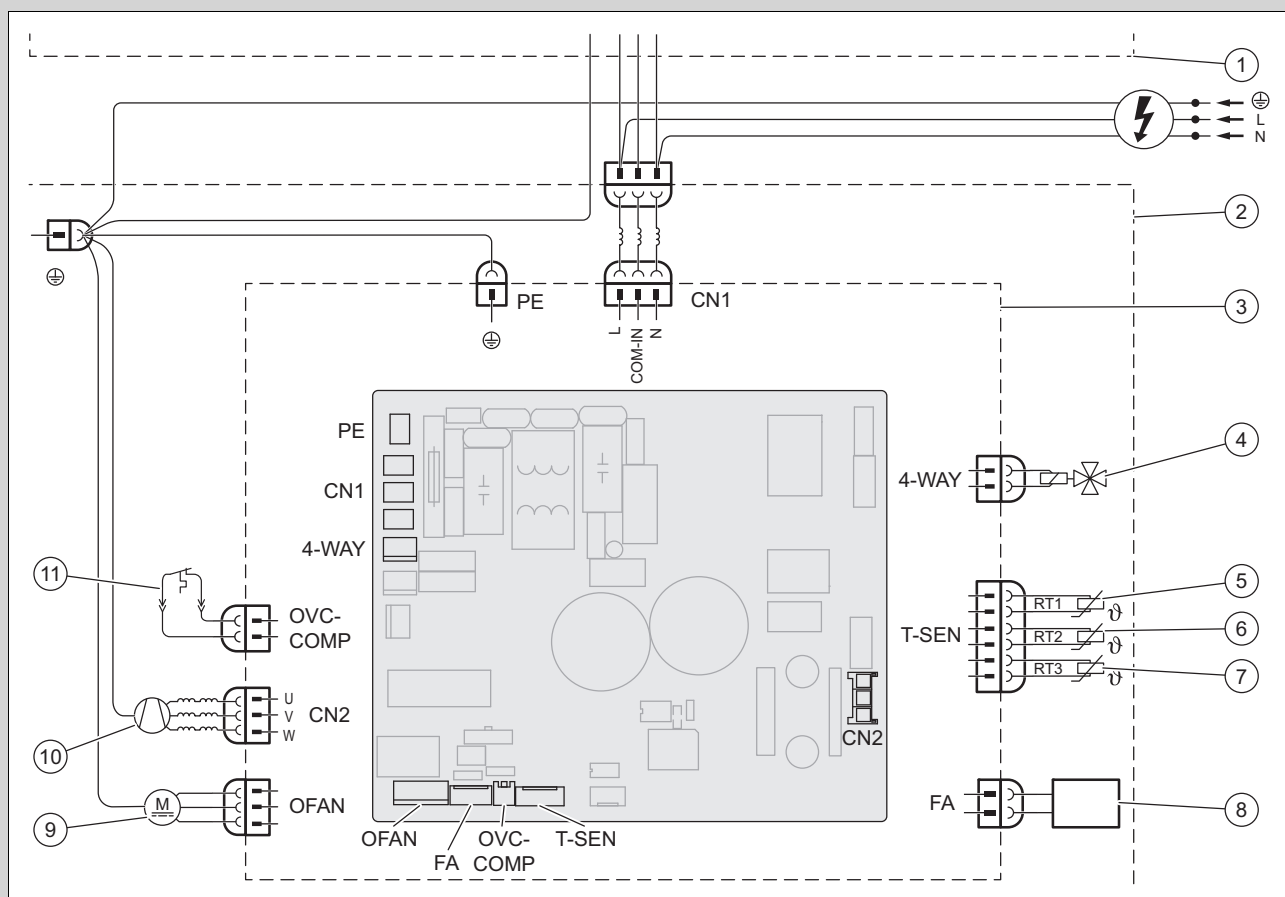 1
L
N
2
PE
CN1
3
L
COM-IN
N
PE
CN1
4-WAY
4-WAY
4
11
OVC-
COMP
T-SEN
RT1
ϑ
5
RT2
ϑ
6
RT3
ϑ
7
U
V
W
CN2
10
CN2
M
OFAN
9
FA
8
OFAN
FA
OVC-
COMP
T-SEN